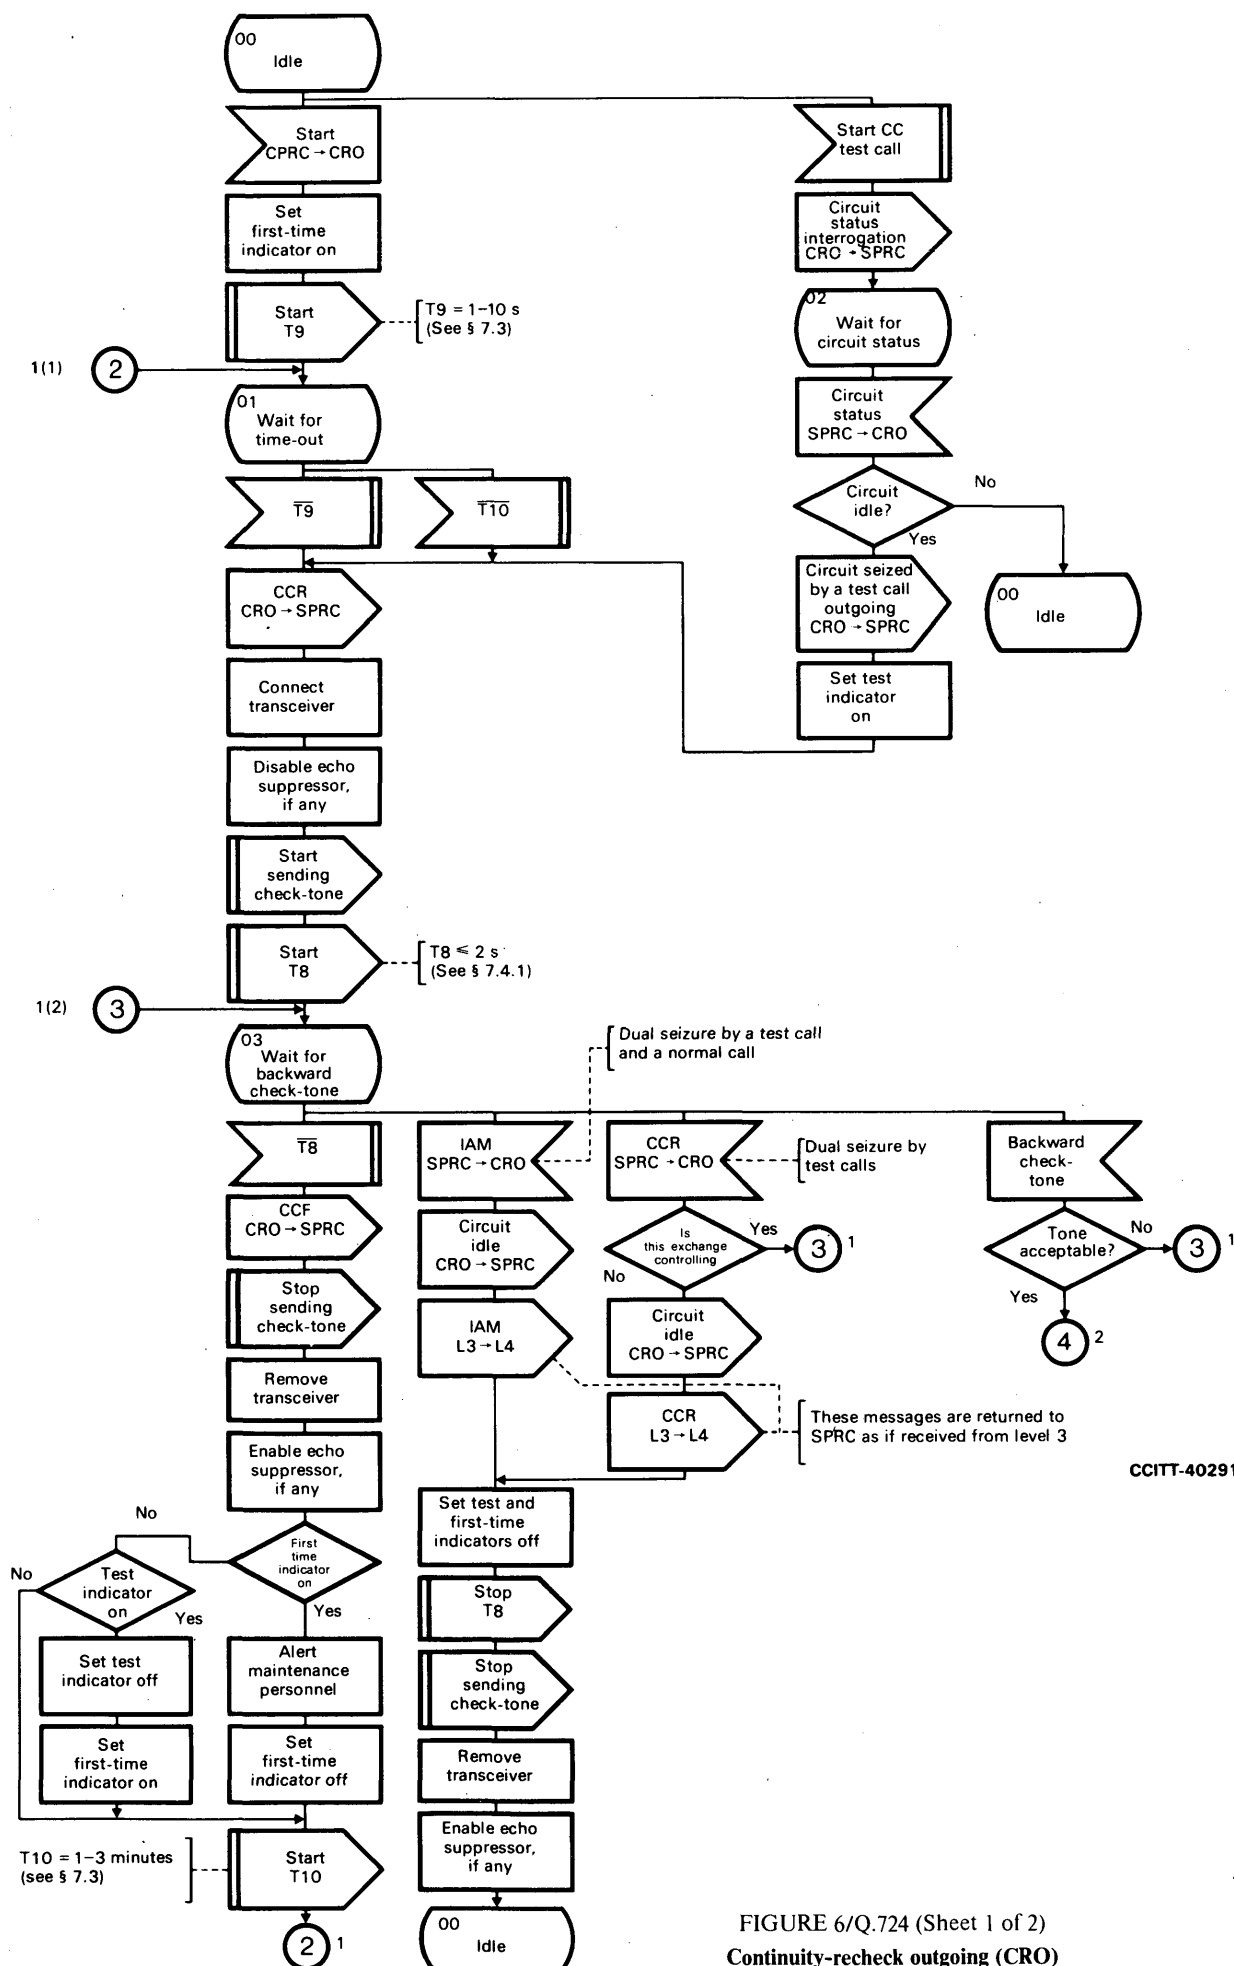 00
Idle
Start
CPRC → CRO
Start CC
test call
Set
first-time
indicator on
Circuit
status
interrogation
CRO → SPRC
Start
T9
T9 = 1–10 s
(See § 7.3)
02
Wait for
circuit status
1(1)
2
01
Wait for
time-out
Circuit
status
SPRC → CRO
T9
T10
Circuit
idle?
No
Yes
CCR
CRO → SPRC
Circuit seized
by a test call
outgoing
CRO → SPRC
00
Idle
Connect
transceiver
Set test
indicator
on
Disable echo
suppressor,
if any
Start
sending
check-tone
Start
T8
T8 ≤ 2 s
(See § 7.4.1)
1(2)
3
03
Wait for
backward
check-tone
Dual seizure by a test call
and a normal call
T8
IAM
SPRC → CRO
CCR
SPRC → CRO
Dual seizure by
test calls
Backward
check-
tone
CCF
CRO → SPRC
Circuit
idle
CRO → SPRC
Is
this exchange
controlling
Yes
3
1
No
Tone
acceptable?
No
3
1
Yes
4
2
Stop
sending
check-tone
IAM
L3 → L4
Circuit
idle
CRO → SPRC
Remove
transceiver
CCR
L3 → L4
These messages are returned to
SPRC as if received from level 3
CCITT-40291
Enable echo
suppressor,
if any
Set test and
first-time
indicators off
No
First
time
indicator
on
Yes
No
Test
indicator
on
Yes
Stop
T8
Set test
indicator off
Alert
maintenance
personnel
Stop
sending
check-tone
Set
first-time
indicator on
Set
first-time
indicator off
Remove
transceiver
T10 = 1–3 minutes
(see § 7.3)
Start
T10
Enable echo
suppressor,
if any
2
1
00
Idle
FIGURE 6/Q.724 (Sheet 1 of 2)
Continuity-recheck outgoing (CRO)